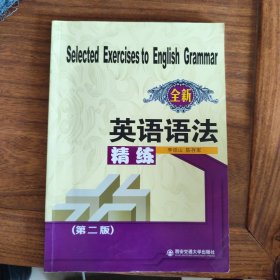 Selected Exercises to English Grammar
全新
英语语法
精练
(第二版)
西安交通大学出版社